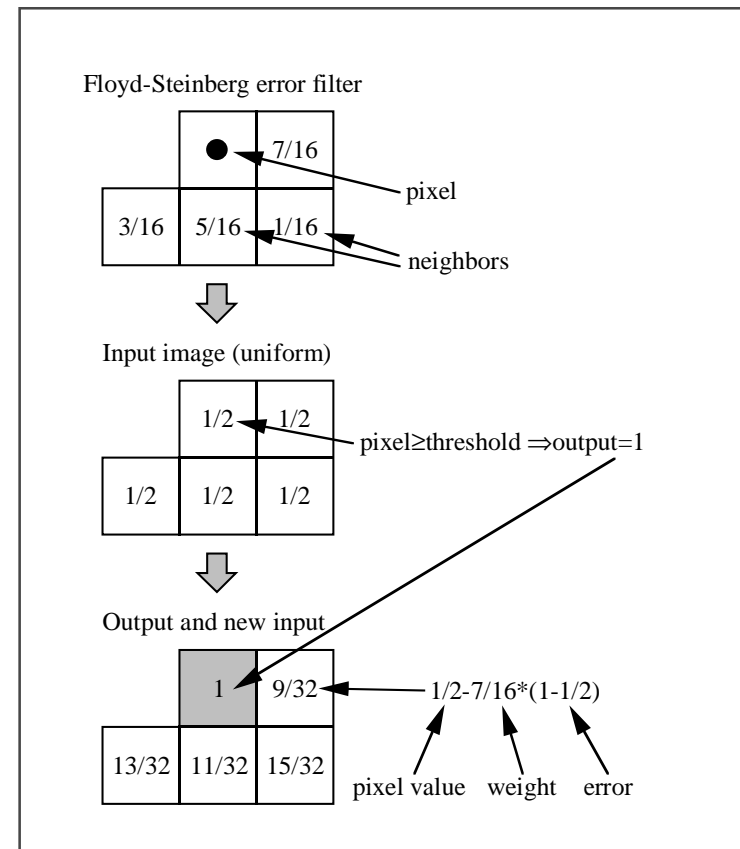 Floyd-Steinberg error filter
7/16
pixel
3/16 5/16 1/16
neighbors
Input image (uniform)
1/2 1/2
pixel≥threshold ⇒output=1
1/2 1/2 1/2
Output and new input
1 9/32 1/2-7/16*(1-1/2)
13/32 11/32 15/32
pixel value weight error